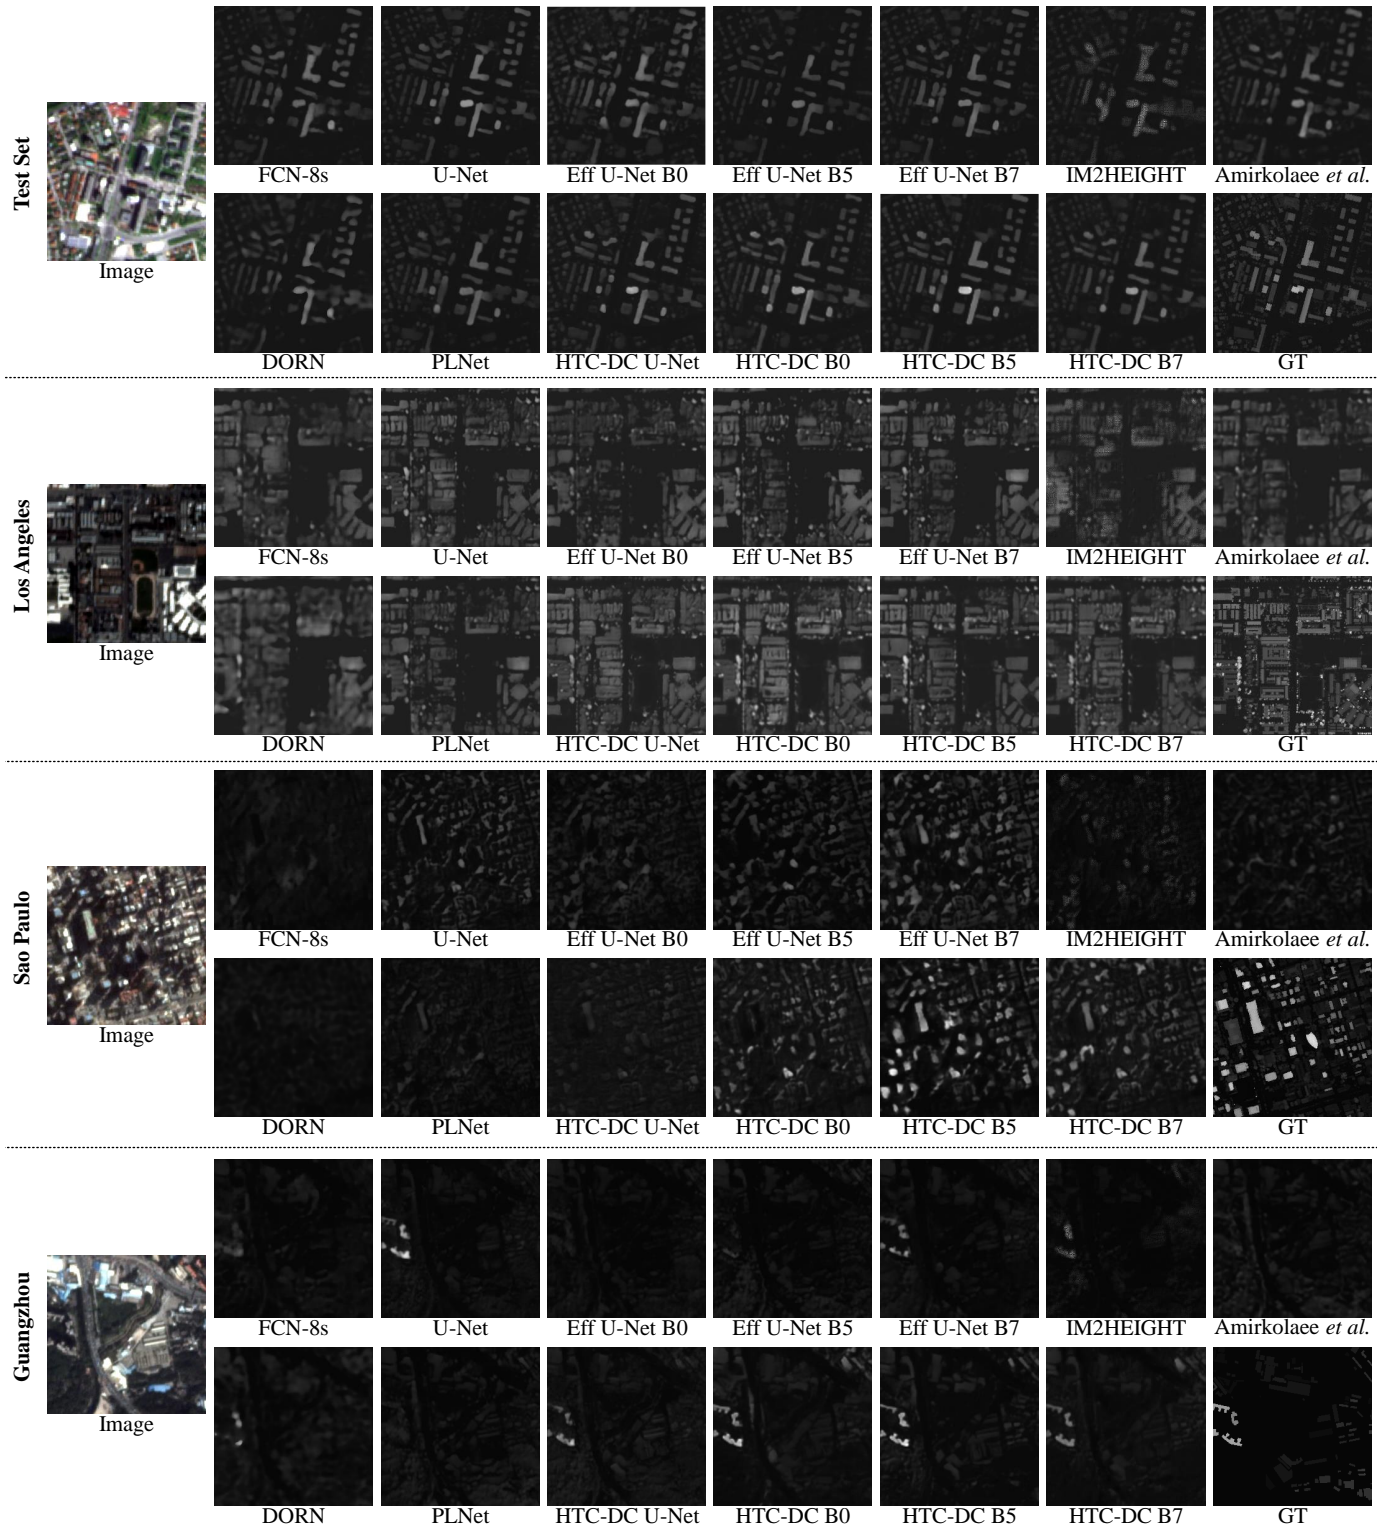 Test Set
Image
FCN-8s U-Net Eff U-Net B0 Eff U-Net B5 Eff U-Net B7 IM2HEIGHT Amirkolaee et al.
DORN PLNet HTC-DC U-Net HTC-DC B0 HTC-DC B5 HTC-DC B7 GT
Los Angeles
Image
FCN-8s U-Net Eff U-Net B0 Eff U-Net B5 Eff U-Net B7 IM2HEIGHT Amirkolaee et al.
DORN PLNet HTC-DC U-Net HTC-DC B0 HTC-DC B5 HTC-DC B7 GT
Sao Paulo
Image
FCN-8s U-Net Eff U-Net B0 Eff U-Net B5 Eff U-Net B7 IM2HEIGHT Amirkolaee et al.
DORN PLNet HTC-DC U-Net HTC-DC B0 HTC-DC B5 HTC-DC B7 GT
Guangzhou
Image
FCN-8s U-Net Eff U-Net B0 Eff U-Net B5 Eff U-Net B7 IM2HEIGHT Amirkolaee et al.
DORN PLNet HTC-DC U-Net HTC-DC B0 HTC-DC B5 HTC-DC B7 GT